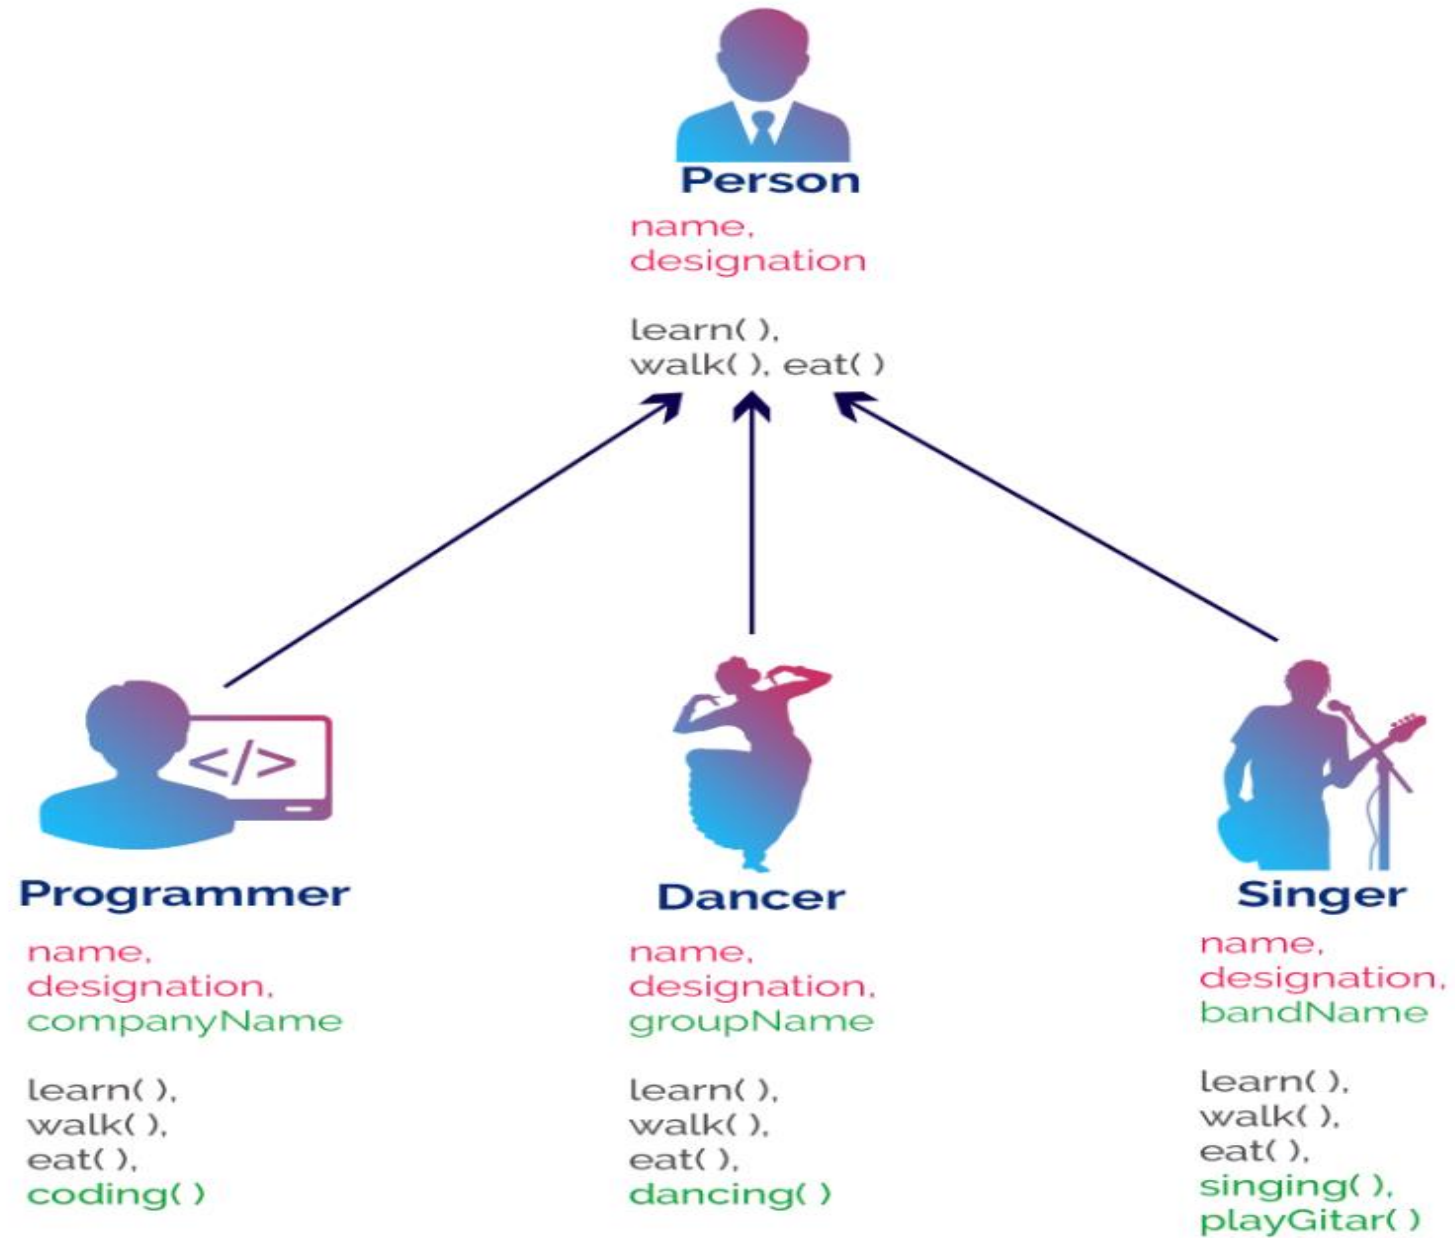 Person
name,
designation
learn( ),
walk( ), eat( )
</>
Programmer
name,
designation,
companyName
learn( ),
walk( ),
eat( ),
coding( )
Dancer
name,
designation,
groupName
learn( ),
walk( ),
eat( ),
dancing( )
Singer
name,
designation,
bandName
learn( ),
walk( ),
eat( ),
singing( ),
playGitar( )